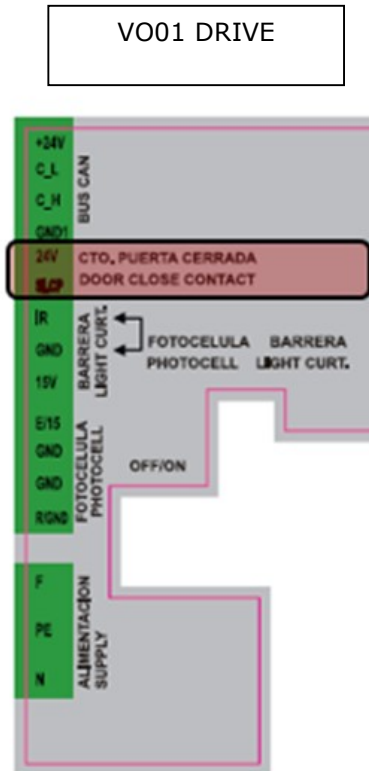 VO01 DRIVE
+24V
C_L
C_H
GND1
BUS CAN
24V CTO. PUERTA CERRADA
DOOR CLOSE CONTACT
IR
GND
15V
BARRERA
LIGHT CURT.
FOTOCELULA BARRERA
PHOTOCELL LIGHT CURT.
E/15
GND
GND
RGND
FOTOCELULA
PHOTOCELL
OFF/ON
F
PE
N
ALIMENTACION
SUPPLY